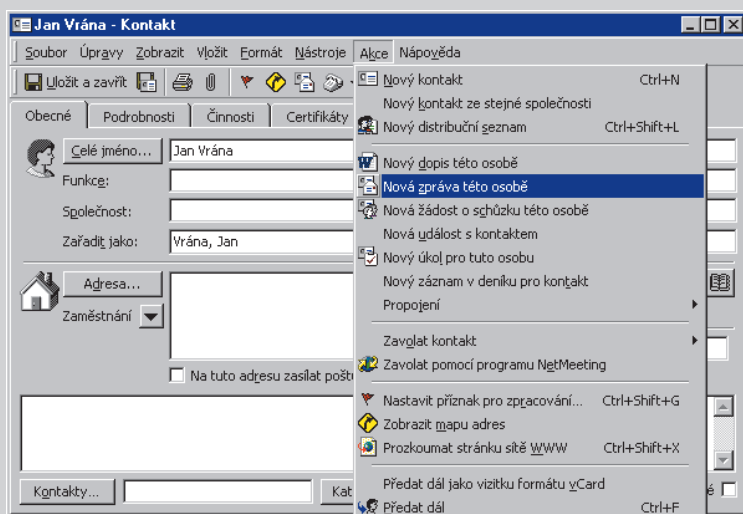 Jan Vrána - Kontakt
Soubor Úpravy Zobrazit Vložit Formát Nástroje Akce Nápověda
Uložit a zavřít
Obecné Podrobnosti Činnosti Certifikáty
Celé jméno... Jan Vrána
Funkce:
Společnost:
Zařadit jako: Vrána, Jan
Adresa...
Zaměstnání
Na tuto adresu zasílat
Kontakty...
Kat
é
Nový kontakt Ctrl+N
Nový kontakt ze stejné společnosti
Nový distribuční seznam Ctrl+Shift+L
Nový dopis této osobě
Nová zpráva této osobě
Nová žádost o schůzku této osobě
Nová událost s kontaktem
Nový úkol pro tuto osobu
Nový záznam v deníku pro kontakt
Propojení
Zavolat kontakt
Zavolat pomocí programu NetMeeting
Nastavit příznak pro zpracování... Ctrl+Shift+G
Zobrazit mapu adres
Prozkoumat stránku sítě WWW Ctrl+Shift+X
Předat dál jako vizitku formátu vCard
Předat dál Ctrl+F